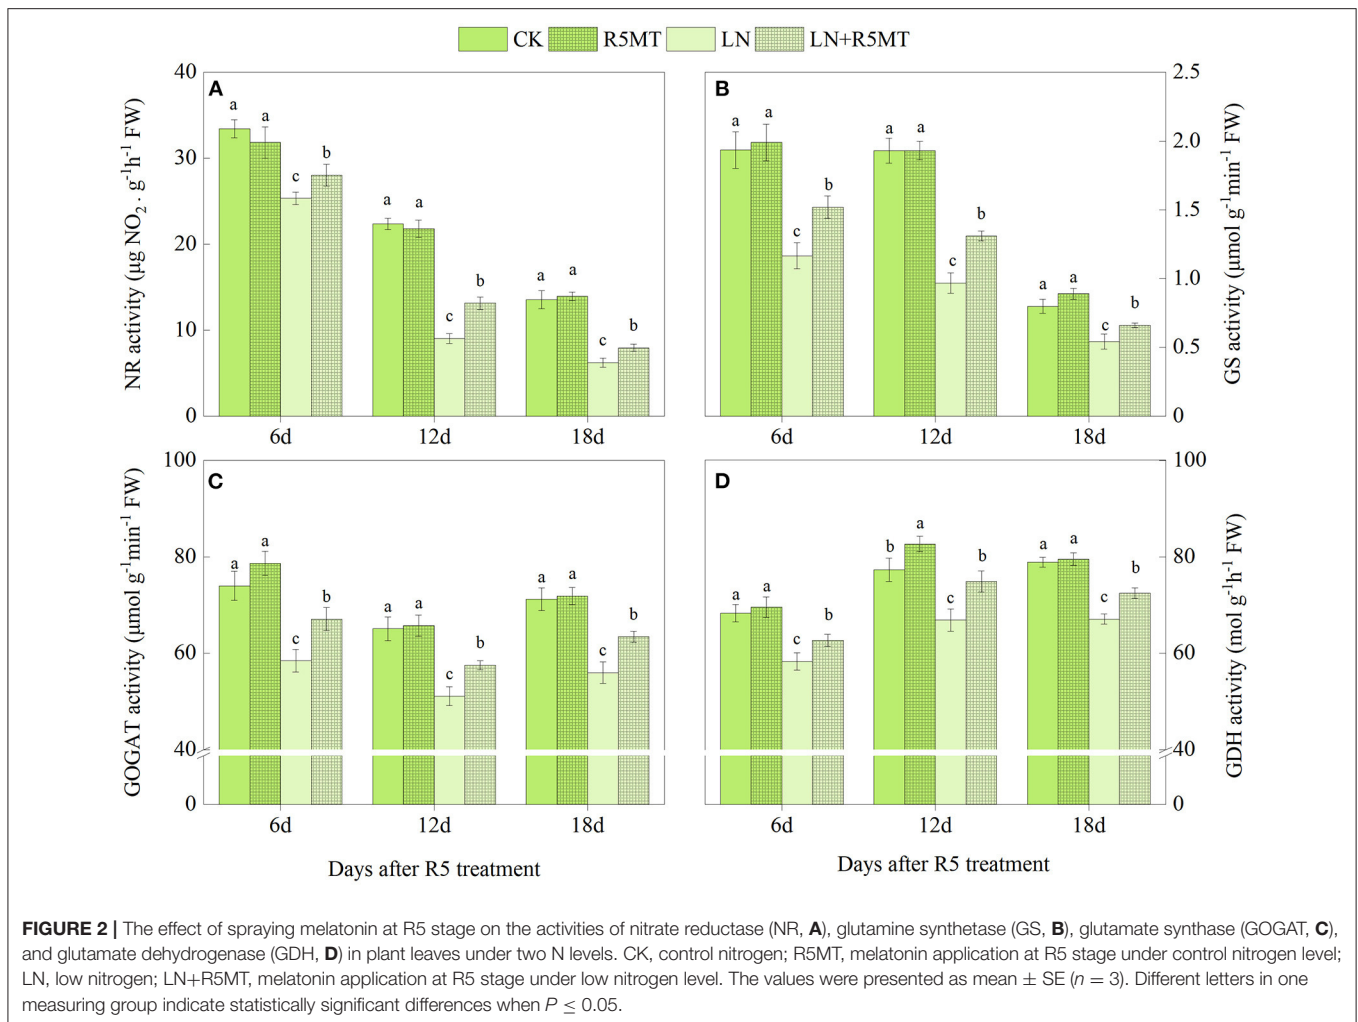 CK R5MT LN LN+R5MT
A
NR activity (µg NO2 . g-1h-1 FW)
40
30
20
10
0
a a c b
a a c b
a a c b
6d 12d 18d
B
GS activity (µmol g-1min-1 FW)
2.5
2.0
1.5
1.0
0.5
0
a a c b
a a c b
a a c b
6d 12d 18d
C
GOGAT activity (µmol g-1min-1 FW)
100
80
60
40
0
a a c b
a a c b
a a c b
6d 12d 18d
Days after R5 treatment
D
GDH activity (mol g-1h-1 FW)
100
80
60
40
0
a a c b
b a c b
a a c b
6d 12d 18d
Days after R5 treatment
FIGURE 2 | The effect of spraying melatonin at R5 stage on the activities of nitrate reductase (NR, A), glutamine synthetase (GS, B), glutamate synthase (GOGAT, C),
and glutamate dehydrogenase (GDH, D) in plant leaves under two N levels. CK, control nitrogen; R5MT, melatonin application at R5 stage under control nitrogen level;
LN, low nitrogen; LN+R5MT, melatonin application at R5 stage under low nitrogen level. The values were presented as mean ± SE (n = 3). Different letters in one
measuring group indicate statistically significant differences when P ≤ 0.05.